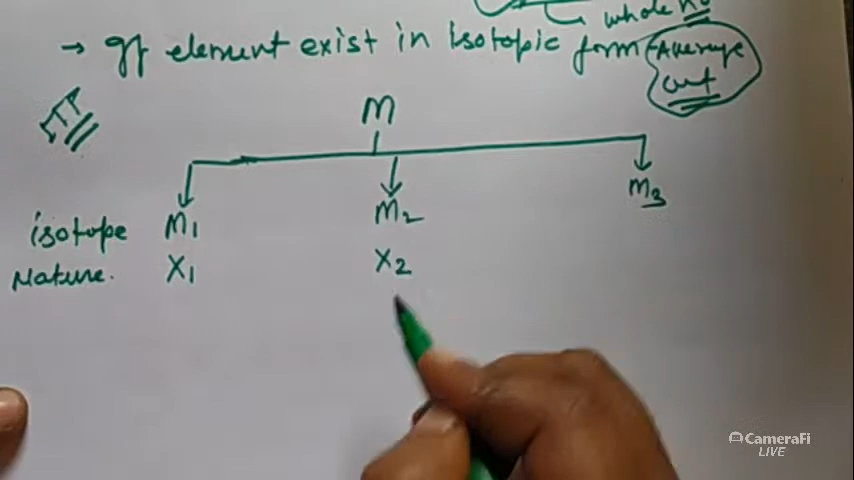 whole no
→ If element exist in isotopic form Average
out
M
isotope M1 M2 M3
Nature. X1 X2
CameraFi
LIVE